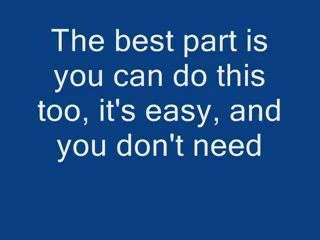 The best part is
you can do this
too, it's easy, and
you don't need